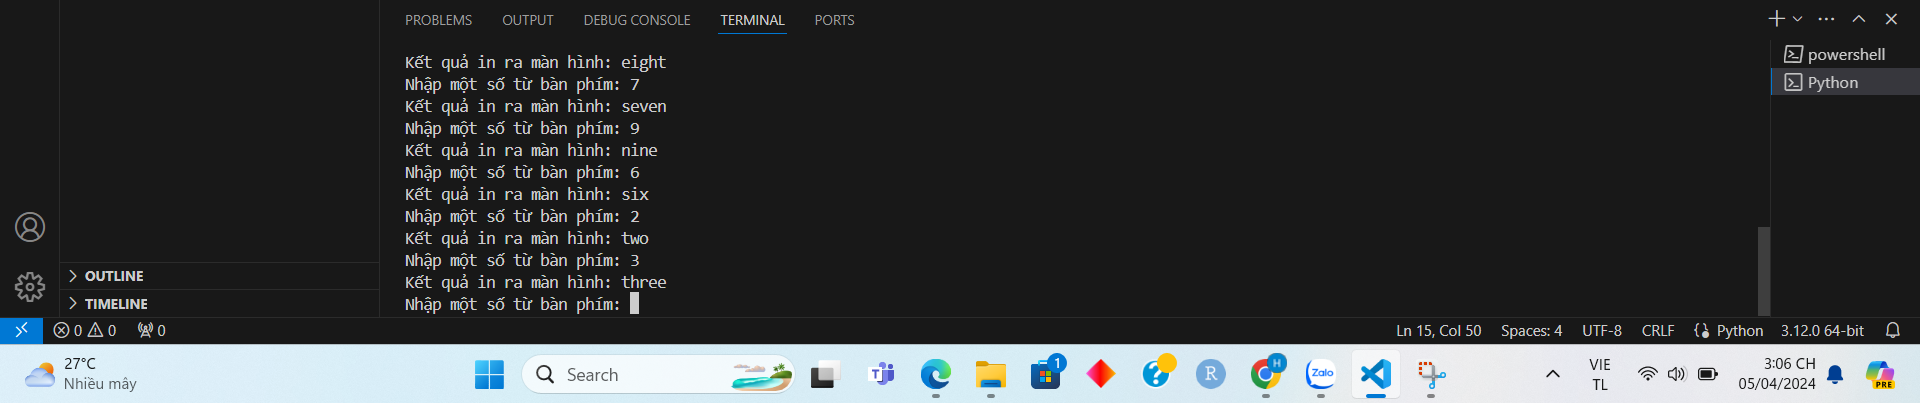 PROBLEMS OUTPUT DEBUG CONSOLE TERMINAL PORTS
Kết quả in ra màn hình: eight
Nhập một số từ bàn phím: 7
Kết quả in ra màn hình: seven
Nhập một số từ bàn phím: 9
Kết quả in ra màn hình: nine
Nhập một số từ bàn phím: 6
Kết quả in ra màn hình: six
Nhập một số từ bàn phím: 2
Kết quả in ra màn hình: two
Nhập một số từ bàn phím: 3
Kết quả in ra màn hình: three
Nhập một số từ bàn phím:
powershell
Python
OUTLINE
TIMELINE
0 0 0 Ln 15, Col 50 Spaces: 4 UTF-8 CRLF Python 3.12.0 64-bit
27°C
Nhiều mây
Search
1
R
H
Zalo
VIE
TL
3:06 CH
05/04/2024
PRE